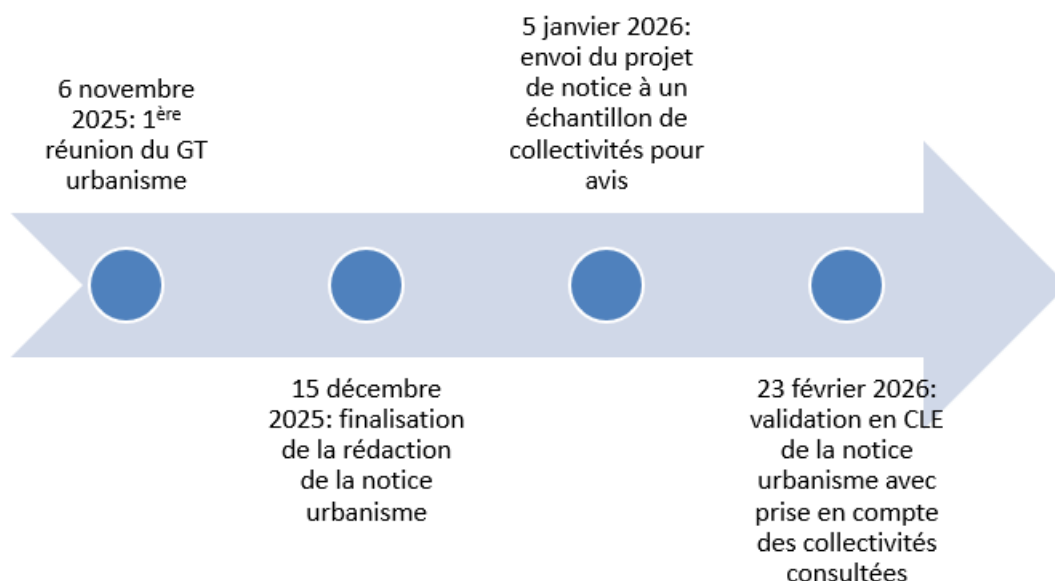 6 novembre
2025: 1ère
réunion du GT
urbanisme
15 décembre
2025: finalisation
de la rédaction
de la notice
urbanisme
5 janvier 2026:
envoi du projet
de notice à un
échantillon de
collectivités pour
avis
23 février 2026:
validation en CLE
de la notice
urbanisme avec
prise en compte
des collectivités
consultées